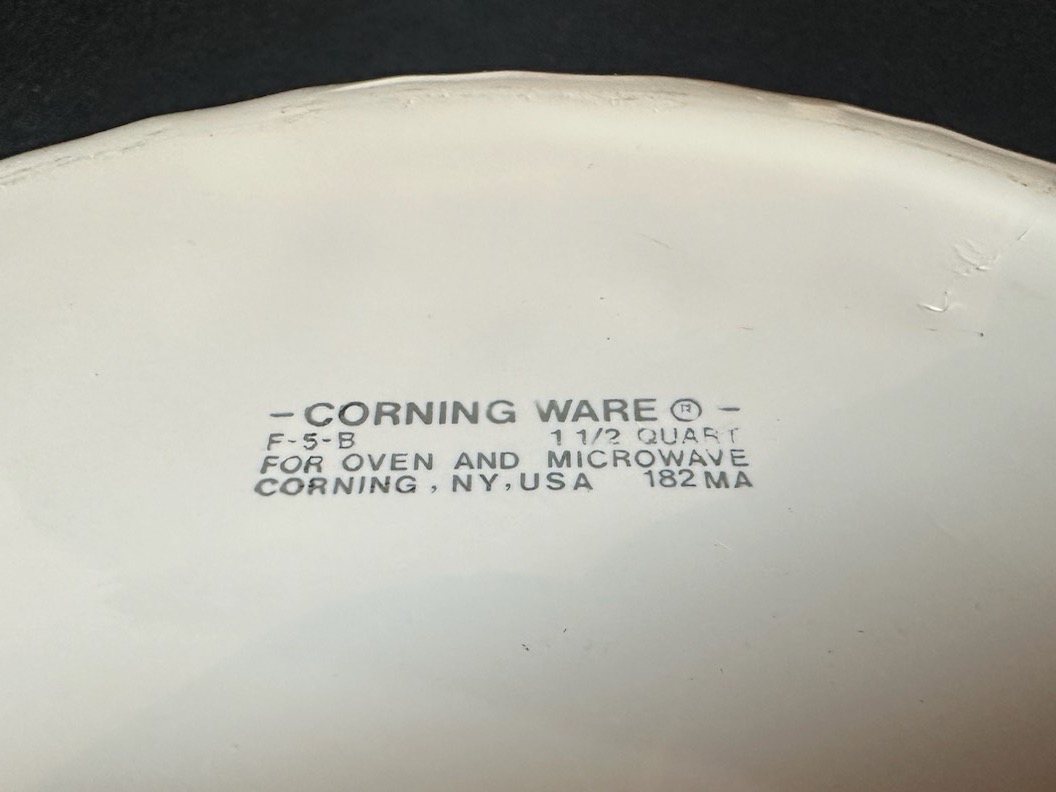 - CORNING WARE ® -
F-5-B 1 1/2 QUART
FOR OVEN AND MICROWAVE
CORNING, NY, USA 182 MA